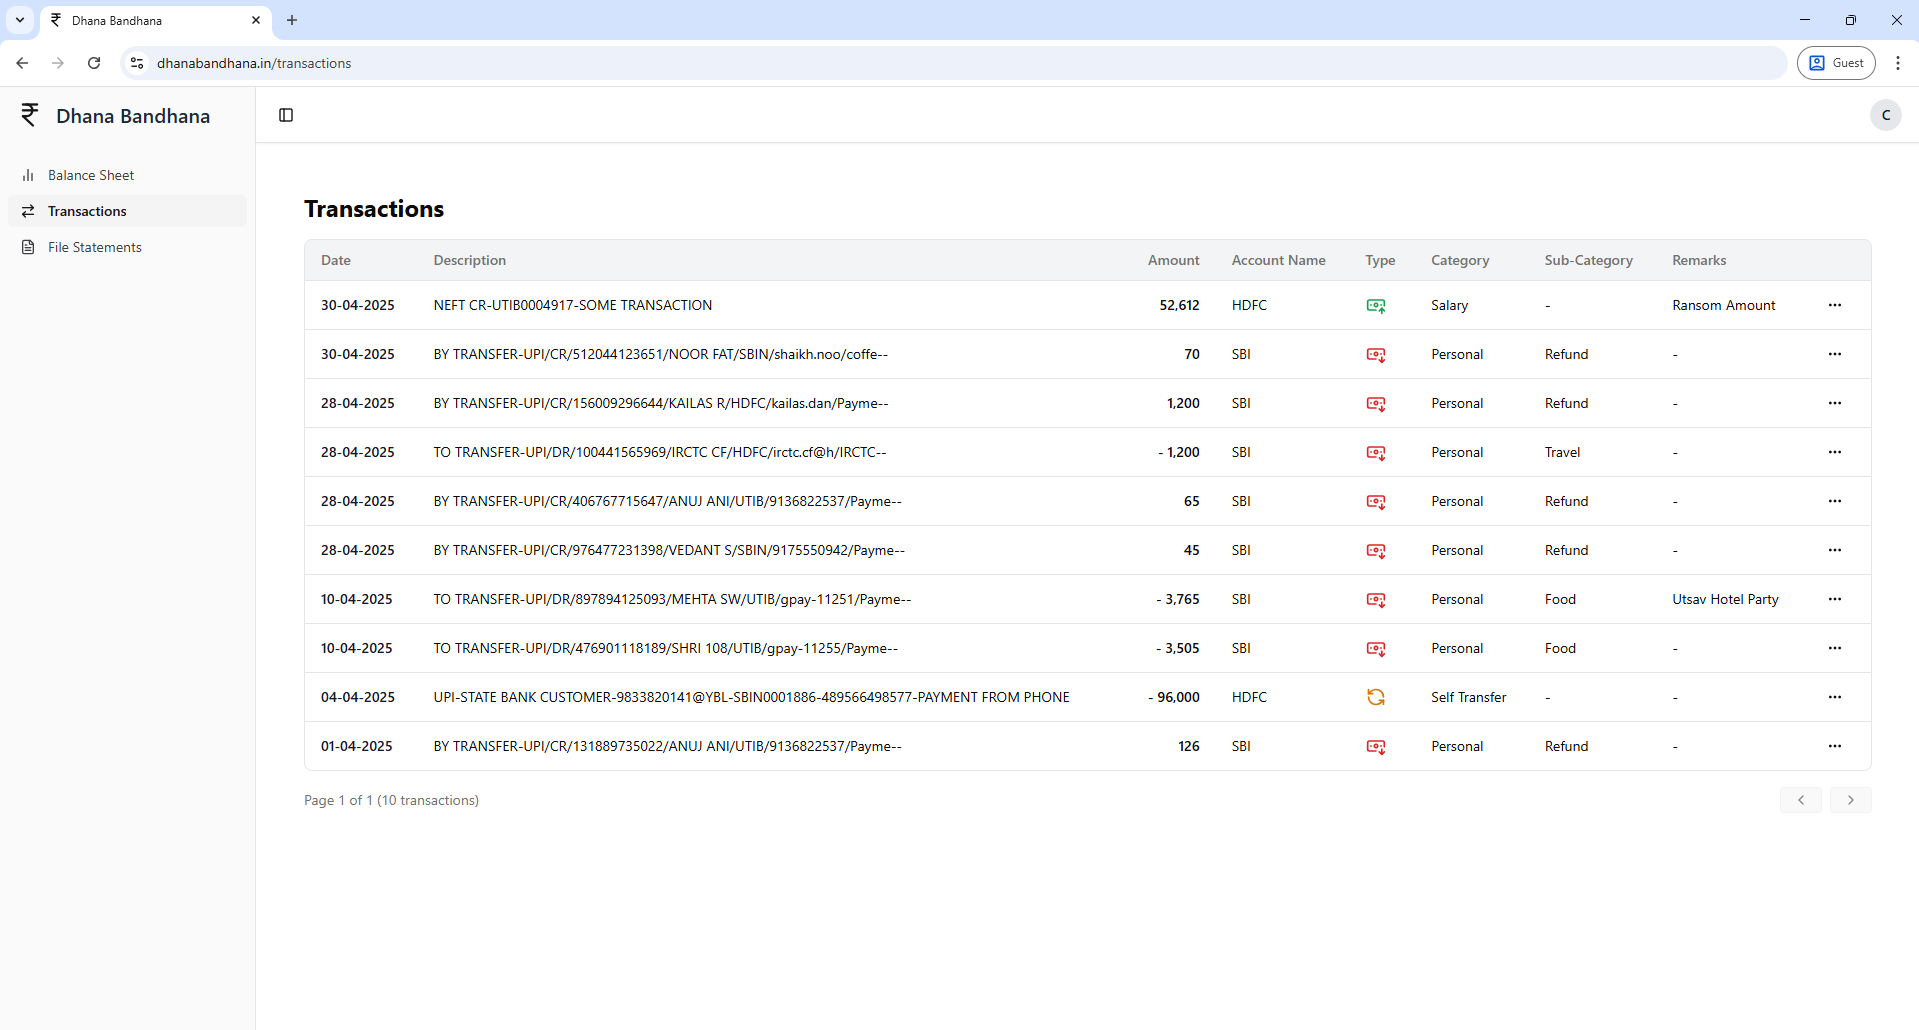 Dhana Bandhana
dhanabandhana.in/transactions
Guest
₹ Dhana Bandhana
C
Balance Sheet
Transactions
File Statements
Transactions
Date Description Amount Account Name Type Category Sub-Category Remarks
30-04-2025 NEFT CR-UTIB0004917-SOME TRANSACTION 52,612 HDFC Salary - Ransom Amount ...
30-04-2025 BY TRANSFER-UPI/CR/512044123651/NOOR FAT/SBIN/shaikh.noo/coffe-- 70 SBI Personal Refund - ...
28-04-2025 BY TRANSFER-UPI/CR/156009296644/KAILAS R/HDFC/kailas.dan/Payme-- 1,200 SBI Personal Refund - ...
28-04-2025 TO TRANSFER-UPI/DR/100441565969/IRCTC CF/HDFC/irctc.cf@h/IRCTC-- - 1,200 SBI Personal Travel - ...
28-04-2025 BY TRANSFER-UPI/CR/406767715647/ANUJ ANI/UTIB/9136822537/Payme-- 65 SBI Personal Refund - ...
28-04-2025 BY TRANSFER-UPI/CR/976477231398/VEDANT S/SBIN/9175550942/Payme-- 45 SBI Personal Refund - ...
10-04-2025 TO TRANSFER-UPI/DR/897894125093/MEHTA SW/UTIB/gpay-11251/Payme-- - 3,765 SBI Personal Food Utsav Hotel Party ...
10-04-2025 TO TRANSFER-UPI/DR/476901118189/SHRI 108/UTIB/gpay-11255/Payme-- - 3,505 SBI Personal Food - ...
04-04-2025 UPI-STATE BANK CUSTOMER-9833820141@YBL-SBIN0001886-489566498577-PAYMENT FROM PHONE - 96,000 HDFC Self Transfer - - ...
01-04-2025 BY TRANSFER-UPI/CR/131889735022/ANUJ ANI/UTIB/9136822537/Payme-- 126 SBI Personal Refund - ...
Page 1 of 1 (10 transactions)